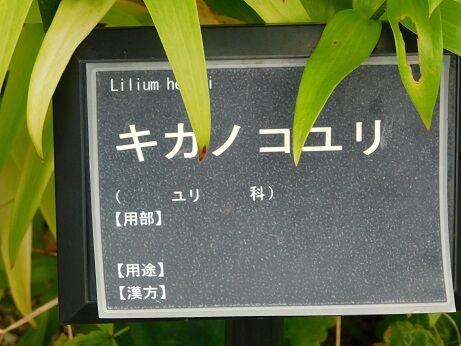 Lilium
キカノコユリ
(ユリ科)
【用部】
【用途】
【漢方】